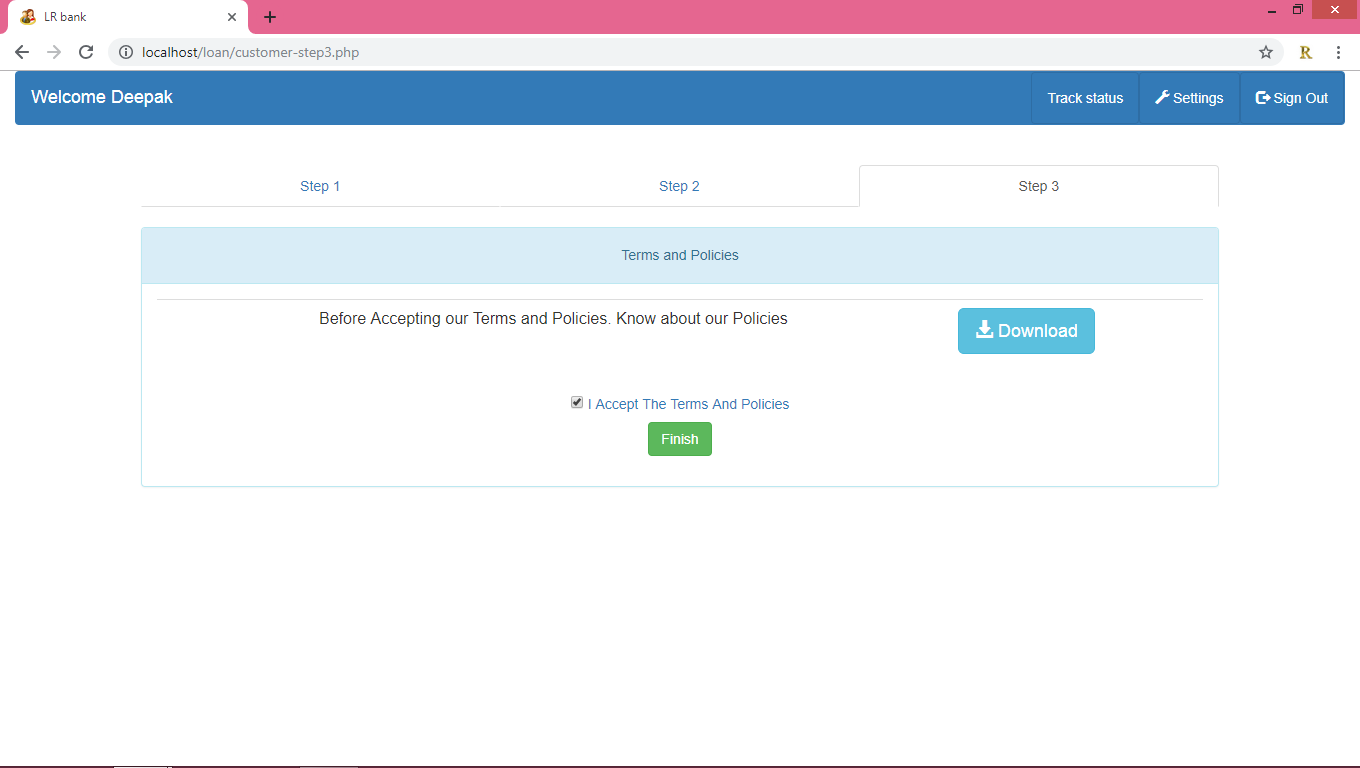 LR bank
localhost/loan/customer-step3.php
R
Welcome Deepak
Track status
Settings
Sign Out
Step 1
Step 2
Step 3
Terms and Policies
Before Accepting our Terms and Policies. Know about our Policies
Download
I Accept The Terms And Policies
Finish